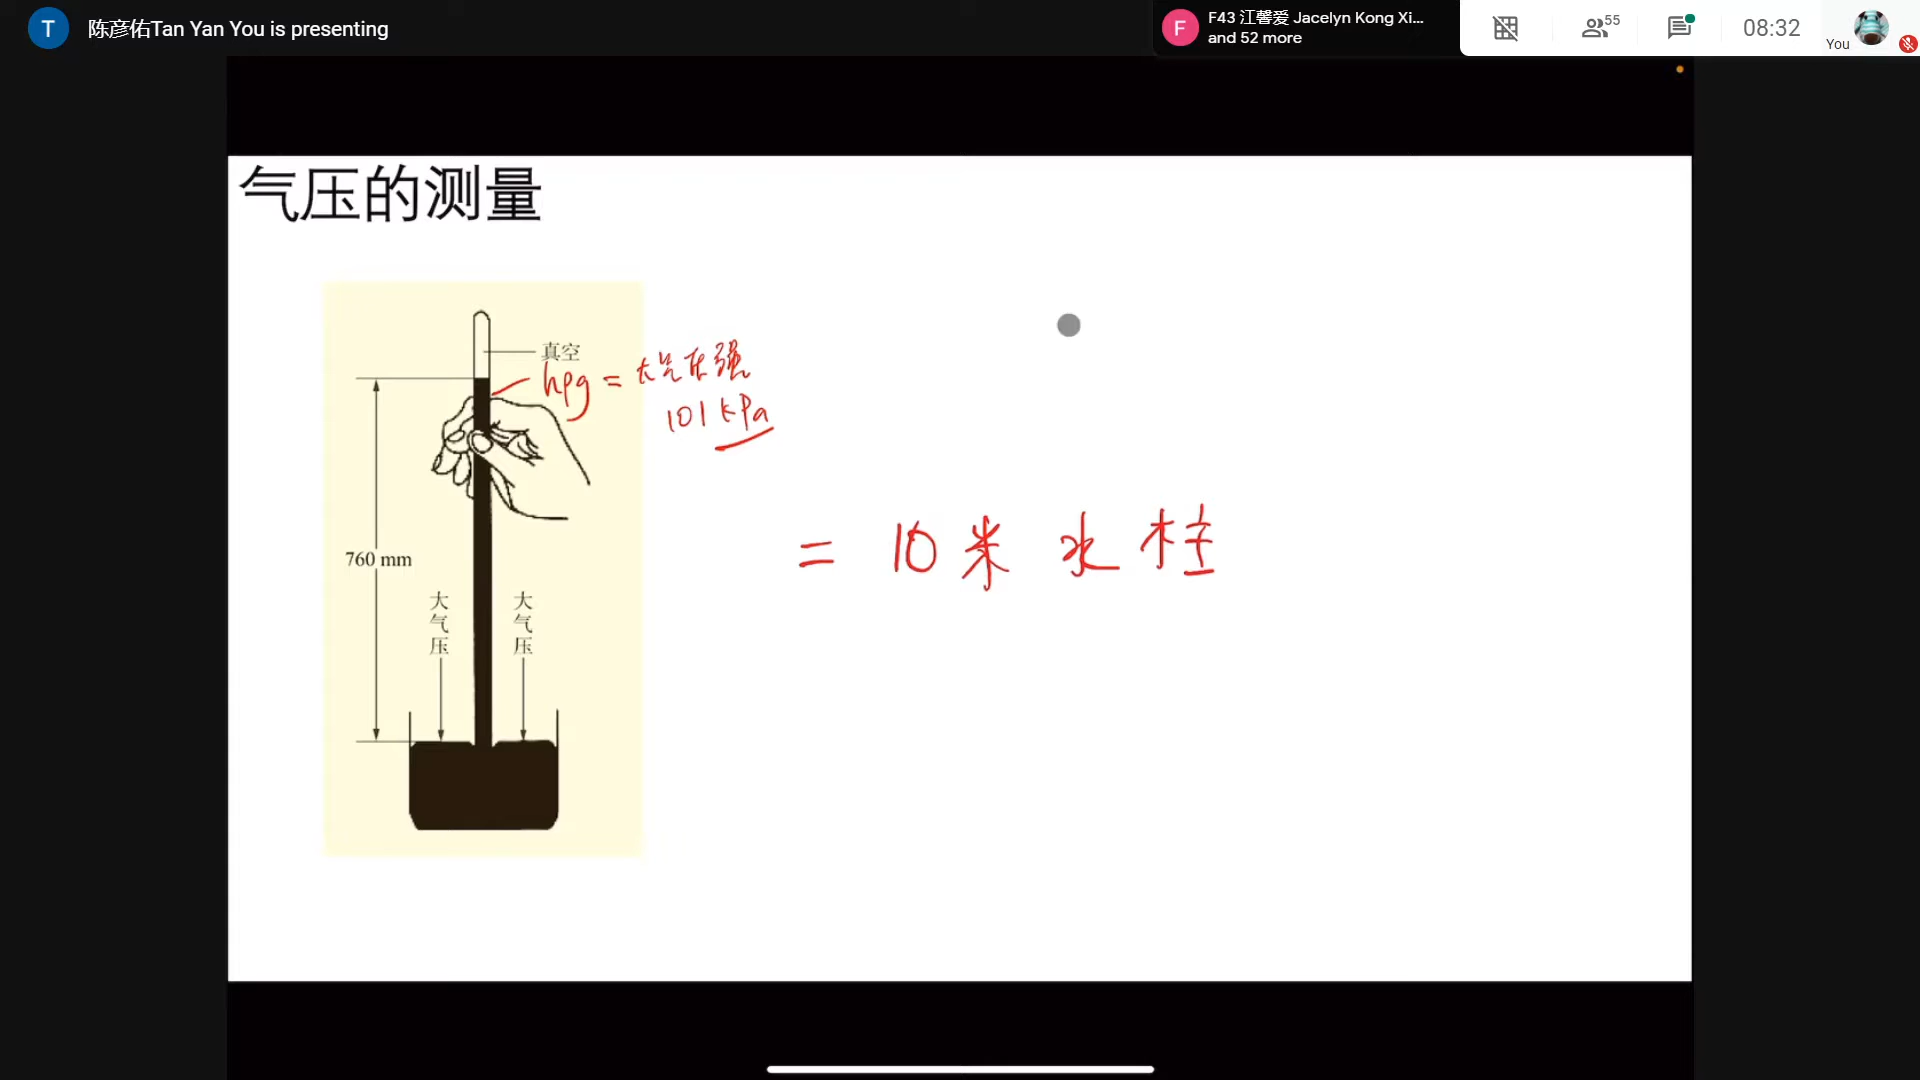 T 陈彦佑Tan Yan You is presenting
F F43 江馨爱 Jacelyn Kong Xi...
and 52 more
55
08:32
You
气压的测量
真空
hρg = 大气压强
101 kPa
760 mm
= 10米 水柱
大气压
大气压